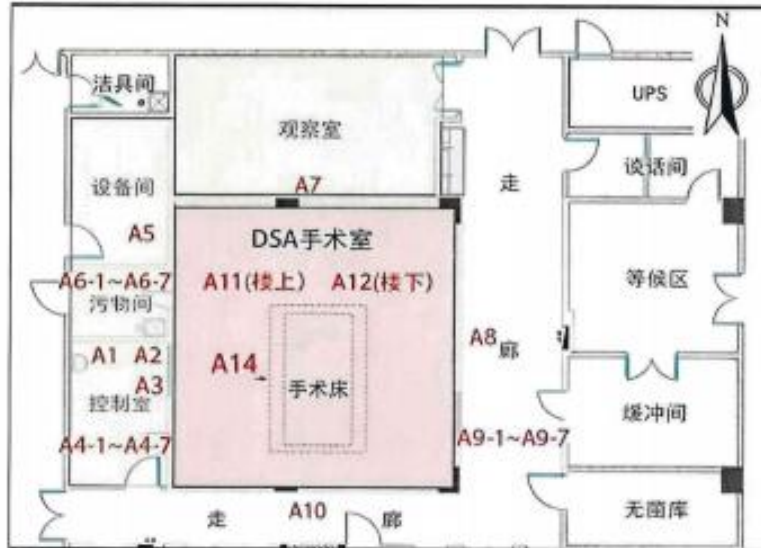 N
洁具间
UPS
观察室
谈话间
设备间
A7
走
A5
DSA手术室
A6-1~A6-7
A11(楼上)
A12(楼下)
等候区
污物间
A1
A2
A8
廊
A3
A14
手术床
控制室
缓冲间
A4-1~A4-7
A9-1~A9-7
走
A10
廊
无菌库